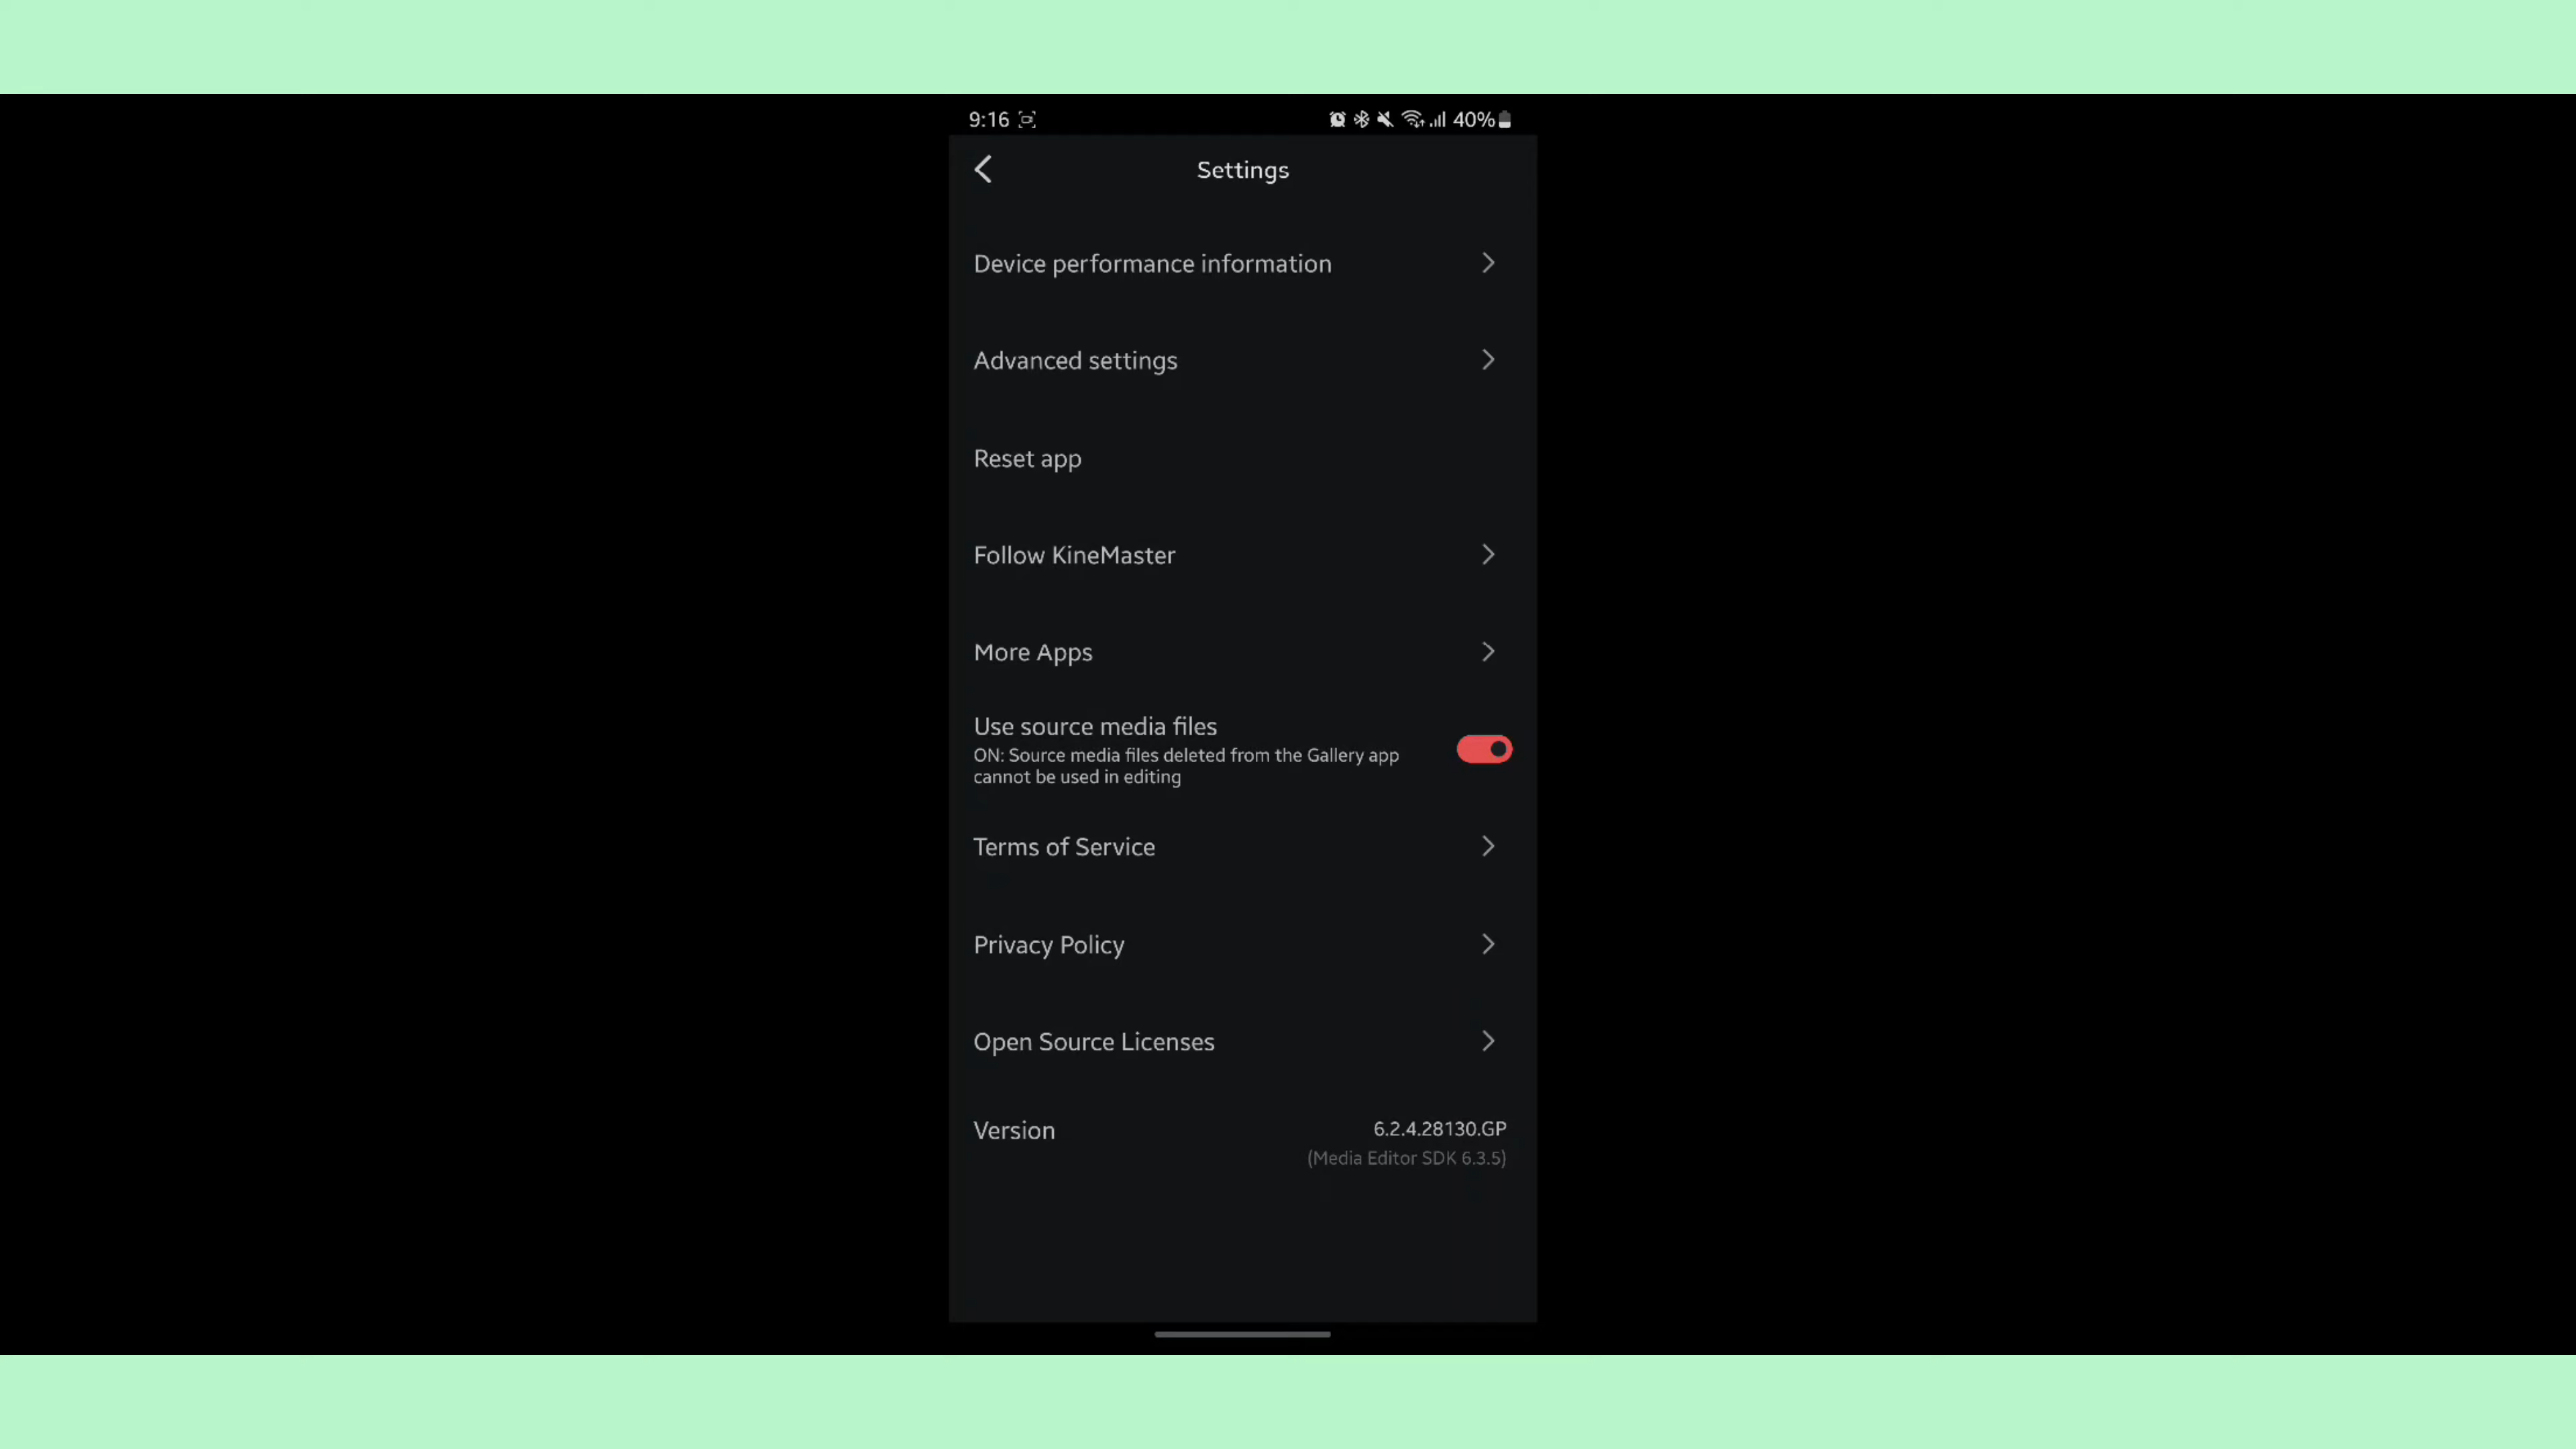 9:16 40%
Settings
Device performance information
Advanced settings
Reset app
Follow KineMaster
More Apps
Use source media files
ON: Source media files deleted from the Gallery app
cannot be used in editing
Terms of Service
Privacy Policy
Open Source Licenses
Version 6.2.4.28130.GP
(Media Editor SDK 6.3.5)